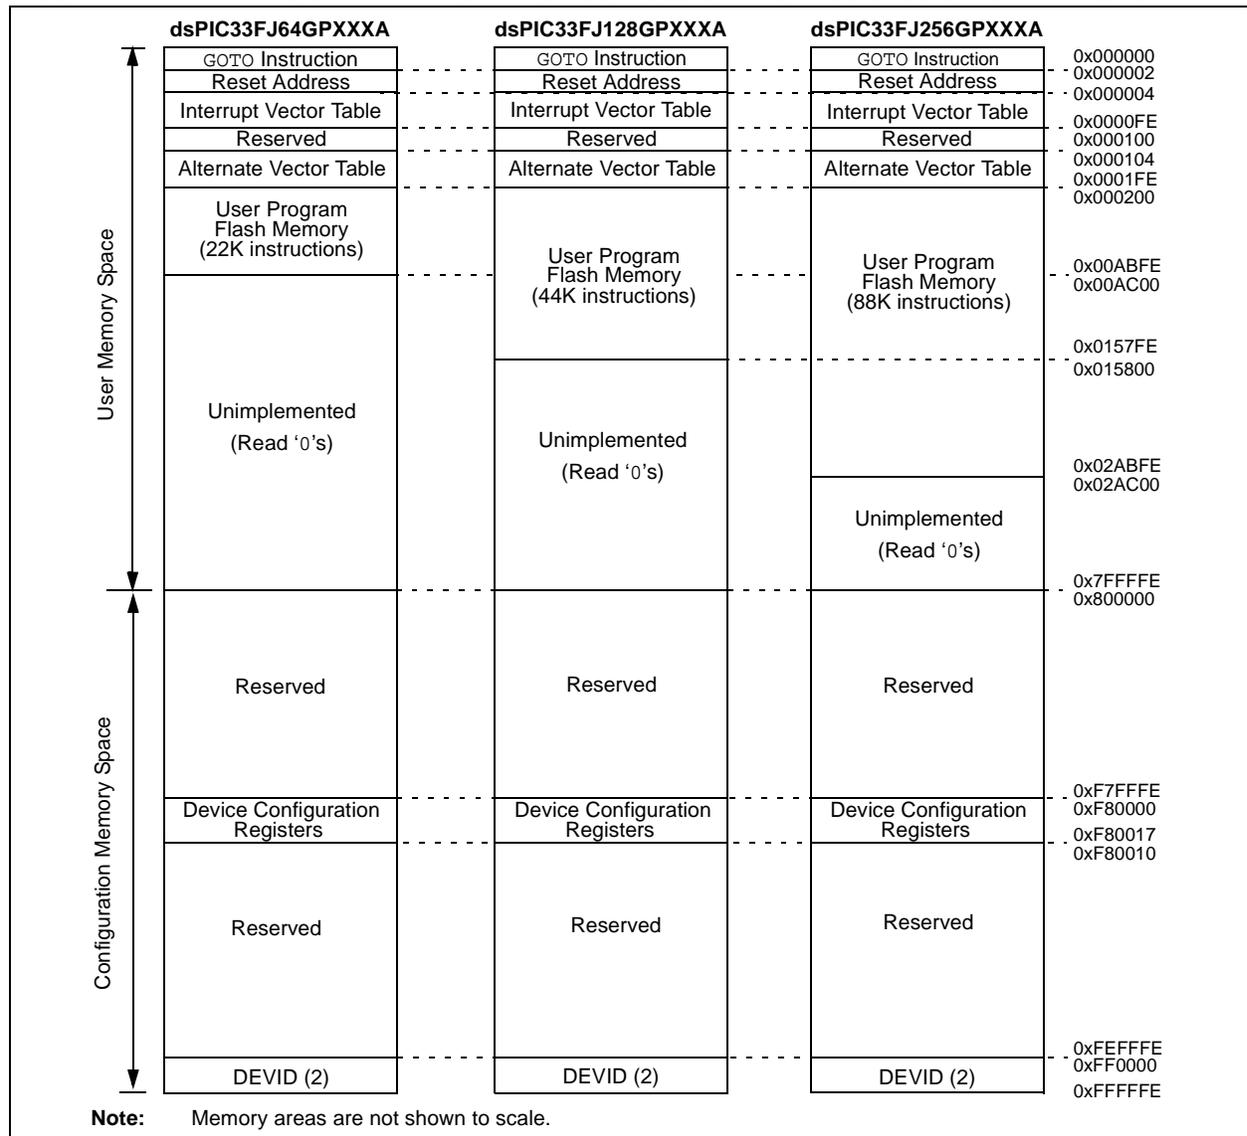 dsPIC33FJ64GPXXXA
dsPIC33FJ128GPXXXA
dsPIC33FJ256GPXXXA
User Memory Space
Configuration Memory Space
GOTO Instruction
Reset Address
Interrupt Vector Table
Reserved
Alternate Vector Table
User Program
Flash Memory
(22K instructions)
Unimplemented
(Read ‘0’s)
Reserved
Device Configuration
Registers
Reserved
DEVID (2)
GOTO Instruction
Reset Address
Interrupt Vector Table
Reserved
Alternate Vector Table
User Program
Flash Memory
(44K instructions)
Unimplemented
(Read ‘0’s)
Reserved
Device Configuration
Registers
Reserved
DEVID (2)
GOTO Instruction
Reset Address
Interrupt Vector Table
Reserved
Alternate Vector Table
User Program
Flash Memory
(88K instructions)
Unimplemented
(Read ‘0’s)
Reserved
Device Configuration
Registers
Reserved
DEVID (2)
0x000000
0x000002
0x000004
0x0000FE
0x000100
0x000104
0x0001FE
0x000200
0x00ABFE
0x00AC00
0x0157FE
0x015800
0x02ABFE
0x02AC00
0x7FFFFE
0x800000
0xF7FFFE
0xF80000
0xF80017
0xF80010
0xFEFFFE
0xFF0000
0xFFFFFE
Note: Memory areas are not shown to scale.